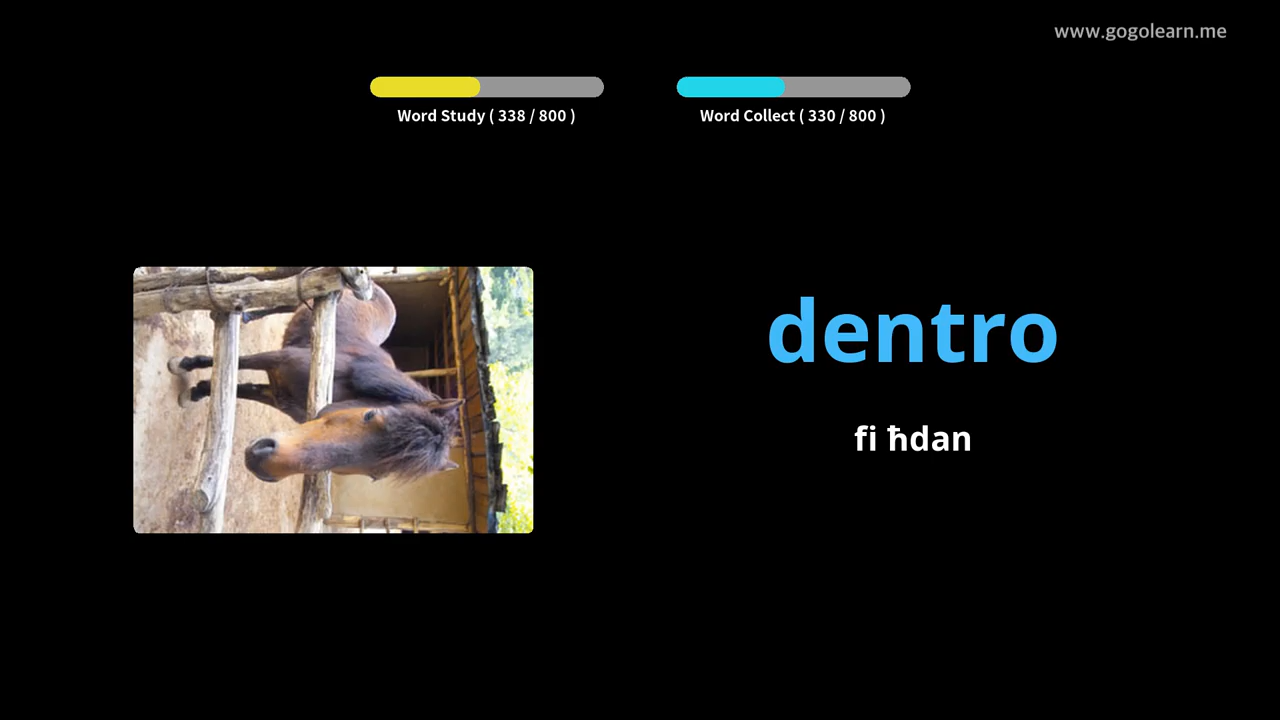 www.gogolearn.me
Word Study ( 338 / 800 )
Word Collect ( 330 / 800 )
dentro
fi ħdan